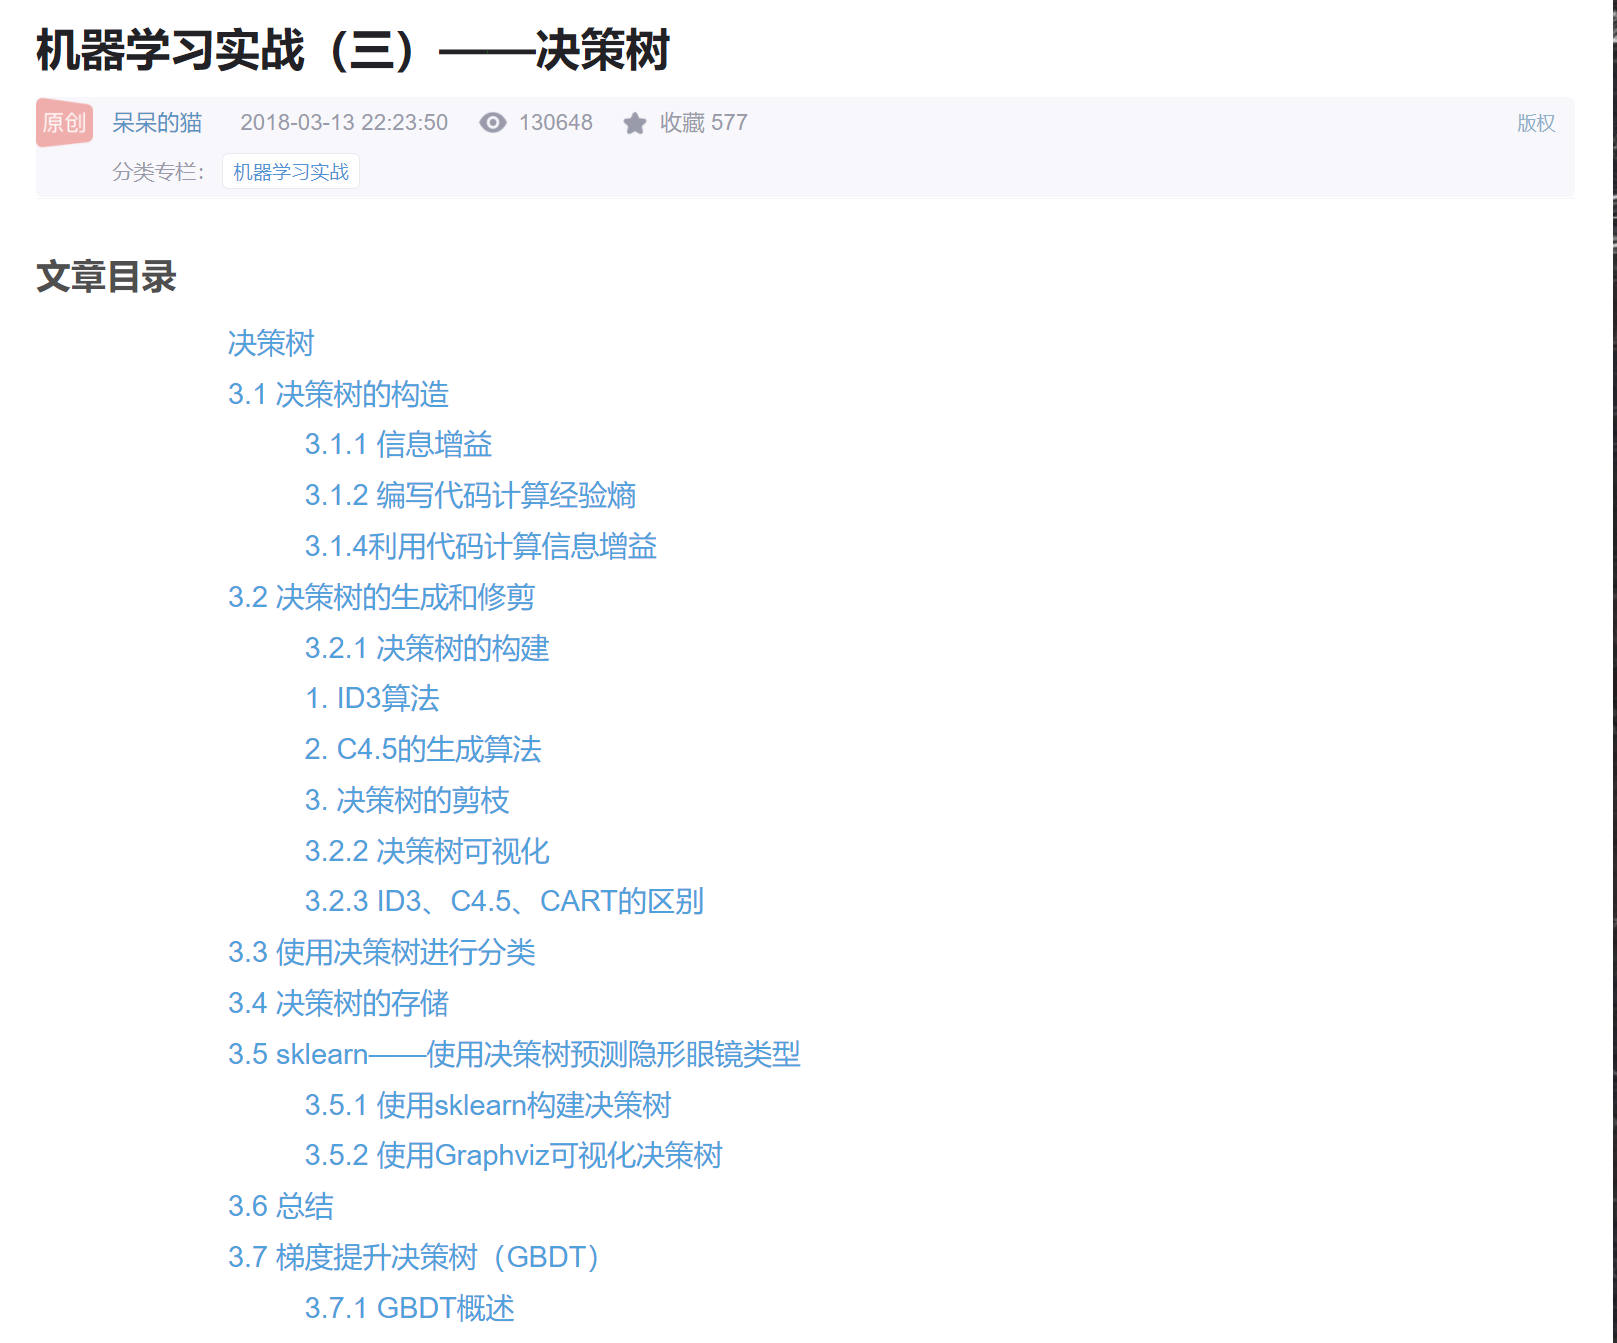 机器学习实战（三）——决策树
原创 呆呆的猫 2018-03-13 22:23:50 130648 收藏 577 版权
分类专栏： 机器学习实战
文章目录
决策树
3.1 决策树的构造
3.1.1 信息增益
3.1.2 编写代码计算经验熵
3.1.4利用代码计算信息增益
3.2 决策树的生成和修剪
3.2.1 决策树的构建
1. ID3算法
2. C4.5的生成算法
3. 决策树的剪枝
3.2.2 决策树可视化
3.2.3 ID3、C4.5、CART的区别
3.3 使用决策树进行分类
3.4 决策树的存储
3.5 sklearn——使用决策树预测隐形眼镜类型
3.5.1 使用sklearn构建决策树
3.5.2 使用Graphviz可视化决策树
3.6 总结
3.7 梯度提升决策树（GBDT）
3.7.1 GBDT概述